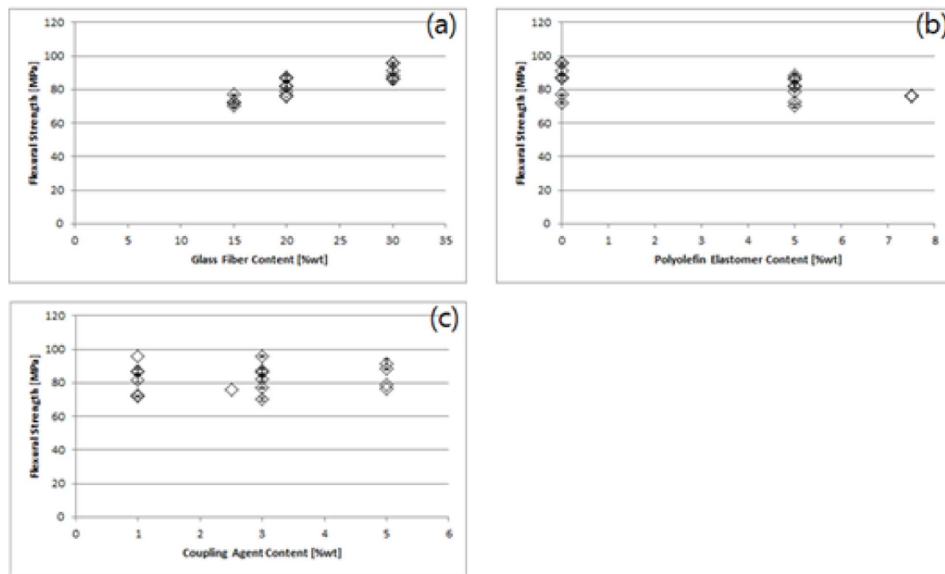 (a)
120
100
80
60
40
20
0
Flexural Strength [MPa]
0 5 10 15 20 25 30 35
Glass Fiber Content [%wt]
(b)
120
100
80
60
40
20
0
Flexural Strength [MPa]
0 1 2 3 4 5 6 7 8
Polyolefin Elastomer Content [%wt]
(c)
120
100
80
60
40
20
0
Flexural Strength [MPa]
0 1 2 3 4 5 6
Coupling Agent Content [%wt]